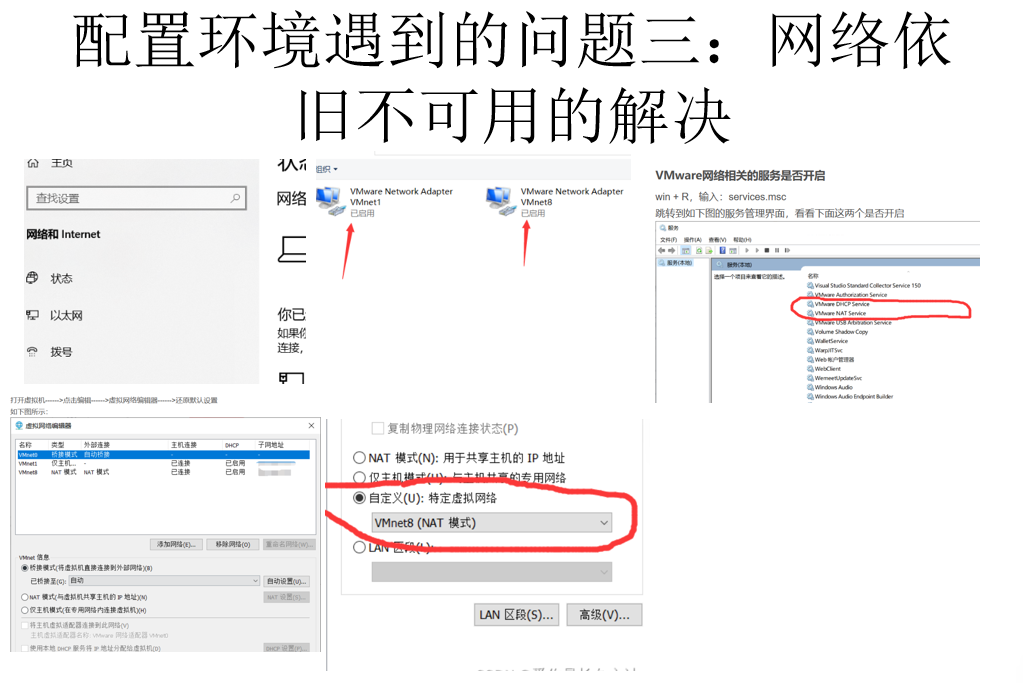 配置环境遇到的问题三：网络依
旧不可用的解决
主页
查找设置
网络和 Internet
状态
以太网
拨号
状态
网络
你已
如果你
连接，
组织
VMware Network Adapter
VMnet1
已启用
VMware Network Adapter
VMnet8
已启用
VMware网络相关的服务是否开启
win + R，输入：services.msc
跳转到如下图的服务管理界面，看看下面这两个是否开启
服务
文件(F) 操作(A) 查看(V) 帮助(H)
服务(本地)
服务(本地)
选择一个项目来查看它的描述。
名称
Visual Studio Standard Collector Service 150
VMware Authorization Service
VMware DHCP Service
VMware NAT Service
VMware USB Arbitration Service
Volume Shadow Copy
WalletService
WarpJITSvc
Web 帐户管理器
WebClient
WemeetUpdateSvc
Windows Audio
Windows Audio Endpoint Builder
打开虚拟机------>点击编辑------>虚拟网络编辑器------>还原默认设置
如下图所示：
虚拟网络编辑器
名称 类型 外部连接 主机连接 DHCP 子网地址
VMnet0 桥接模式 自动桥接 - - -
VMnet1 仅主机... - 已连接 已启用
VMnet8 NAT 模式 NAT 模式 已连接 已启用
添加网络(E)... 移除网络(O) 重命名网络(W)...
VMnet 信息
桥接模式(将虚拟机直接连接到外部网络)(B)
已桥接至(G): 自动 自动设置(U)...
NAT 模式(与虚拟机共享主机的 IP 地址)(N) NAT 设置(S)...
仅主机模式(在专用网络内连接虚拟机)(H)
将主机虚拟适配器连接到此网络(V)
主机虚拟适配器名称: VMware 网络适配器 VMnet0
使用本地 DHCP 服务将 IP 地址分配给虚拟机(D) DHCP 设置(P)...
复制物理网络连接状态(P)
NAT 模式(N): 用于共享主机的 IP 地址
仅主机模式(H): 与主机共享的专用网络
自定义(U): 特定虚拟网络
VMnet8 (NAT 模式)
LAN 区段(L):
LAN 区段(S)... 高级(V)...